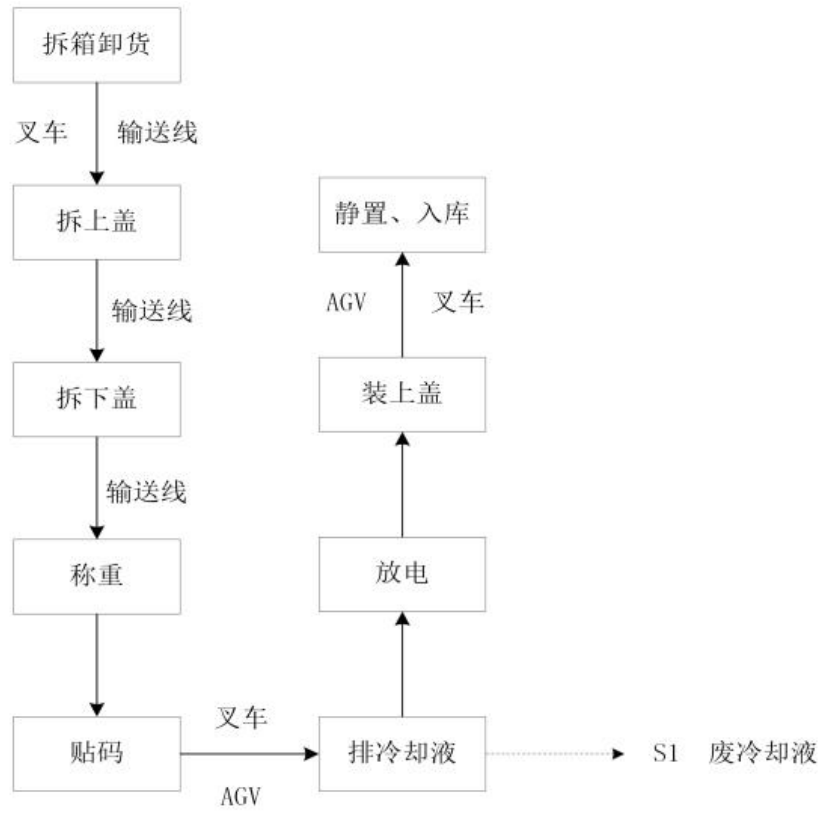 拆箱卸货
叉车 输送线
拆上盖
输送线
拆下盖
输送线
称重
贴码
叉车
AGV
排冷却液
S1 废冷却液
放电
装上盖
AGV 叉车
静置、入库